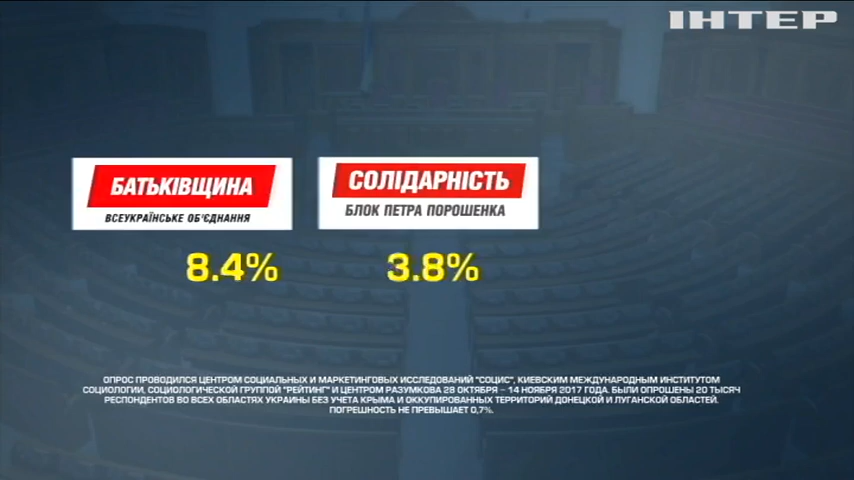 ІНТЕР
БАТЬКІВЩИНА
ВСЕУКРАЇНСЬКЕ ОБ'ЄДНАННЯ
СОЛІДАРНІСТЬ
БЛОК ПЕТРА ПОРОШЕНКА
8.4%
3.8%
ОПРОС ПРОВОДИЛСЯ ЦЕНТРОМ СОЦИАЛЬНЫХ И МАРКЕТИНГОВЫХ ИССЛЕДОВАНИЙ "СОЦИС", КИЕВСКИМ МЕЖДУНАРОДНЫМ ИНСТИТУТОМ
СОЦИОЛОГИИ, СОЦИОЛОГИЧЕСКОЙ ГРУППОЙ "РЕЙТИНГ" И ЦЕНТРОМ РАЗУМКОВА 28 ОКТЯБРЯ – 14 НОЯБРЯ 2017 ГОДА. БЫЛИ ОПРОШЕНЫ 20 ТЫСЯЧ
РЕСПОНДЕНТОВ ВО ВСЕХ ОБЛАСТЯХ УКРАИНЫ БЕЗ УЧЕТА КРЫМА И ОККУПИРОВАННЫХ ТЕРРИТОРИЙ ДОНЕЦКОЙ И ЛУГАНСКОЙ ОБЛАСТЕЙ.
ПОГРЕШНОСТЬ НЕ ПРЕВЫШАЕТ 0,7%.